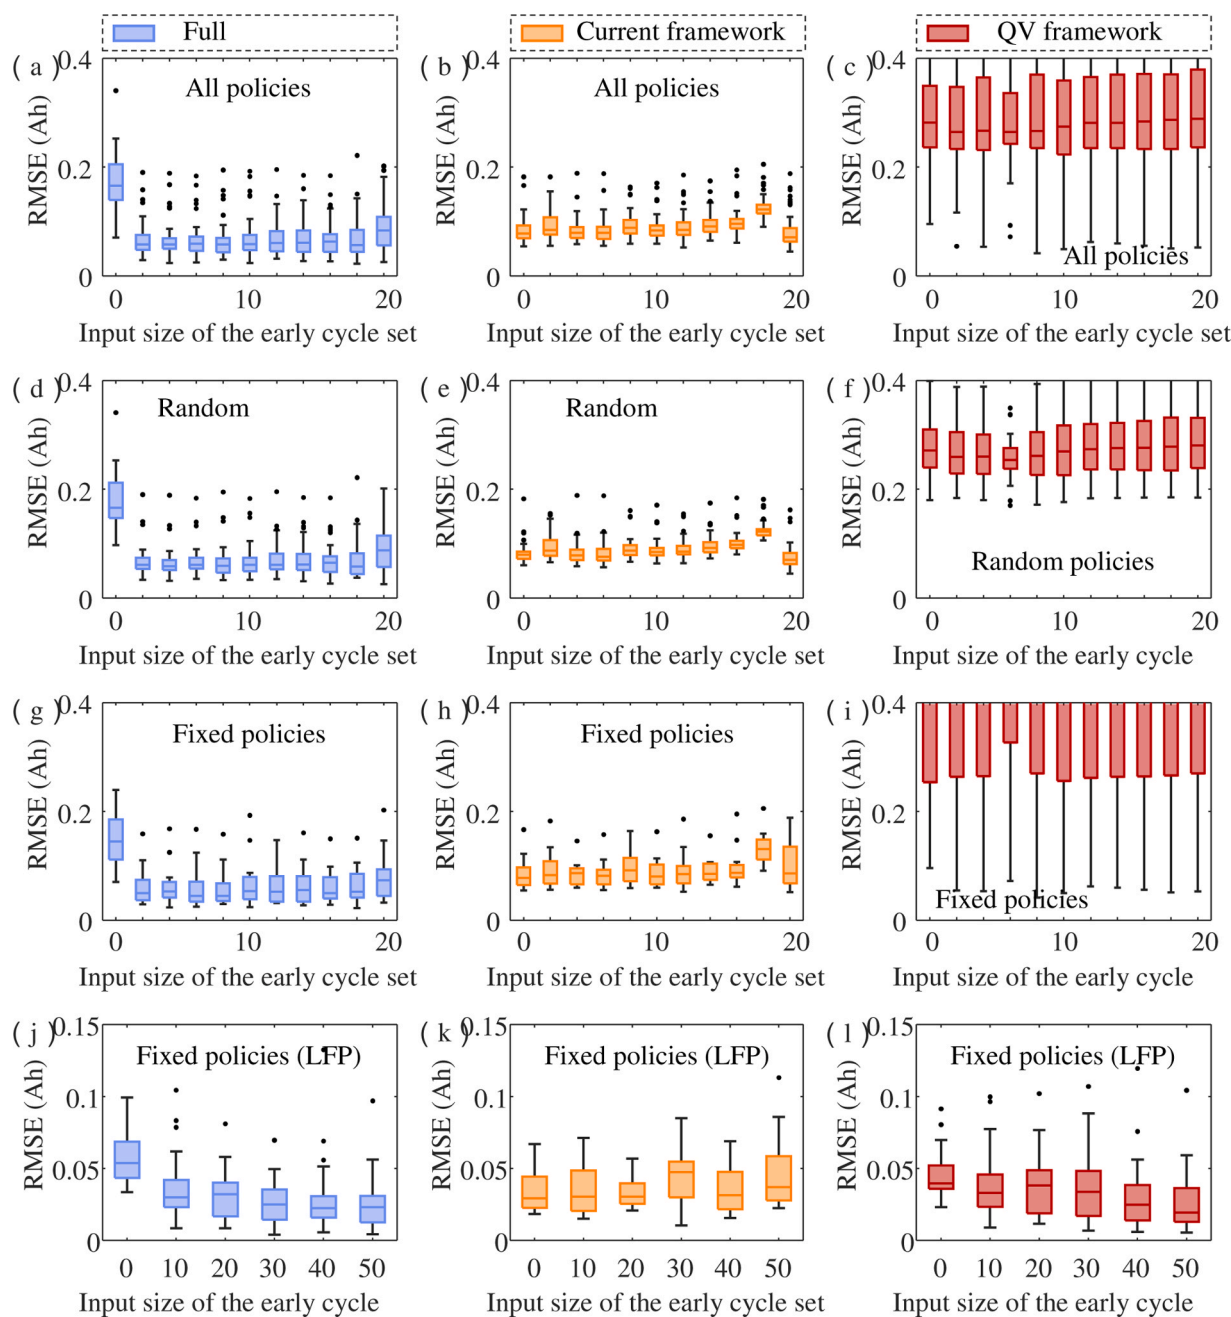 Full
Current framework
QV framework
(a)
0.4
0.2
0
RMSE (Ah)
All policies
0 10 20
Input size of the early cycle set
(b)
0.4
0.2
0
RMSE (Ah)
All policies
0 10 20
Input size of the early cycle set
(c)
0.4
0.2
0
RMSE (Ah)
All policies
0 10 20
Input size of the early cycle set
(d)
0.4
0.2
0
RMSE (Ah)
Random
0 10 20
Input size of the early cycle set
(e)
0.4
0.2
0
RMSE (Ah)
Random
0 10 20
Input size of the early cycle set
(f)
0.4
0.2
0
RMSE (Ah)
Random policies
0 10 20
Input size of the early cycle
(g)
0.4
0.2
0
RMSE (Ah)
Fixed policies
0 10 20
Input size of the early cycle set
(h)
0.4
0.2
0
RMSE (Ah)
Fixed policies
0 10 20
Input size of the early cycle set
(i)
0.4
0.2
0
RMSE (Ah)
Fixed policies
0 10 20
Input size of the early cycle
(j)
0.15
0.1
0.05
0
RMSE (Ah)
Fixed policies (LFP)
0 10 20 30 40 50
Input size of the early cycle
(k)
0.15
0.1
0.05
0
RMSE (Ah)
Fixed policies (LFP)
0 10 20 30 40 50
Input size of the early cycle set
(l)
0.15
0.1
0.05
0
RMSE (Ah)
Fixed policies (LFP)
0 10 20 30 40 50
Input size of the early cycle